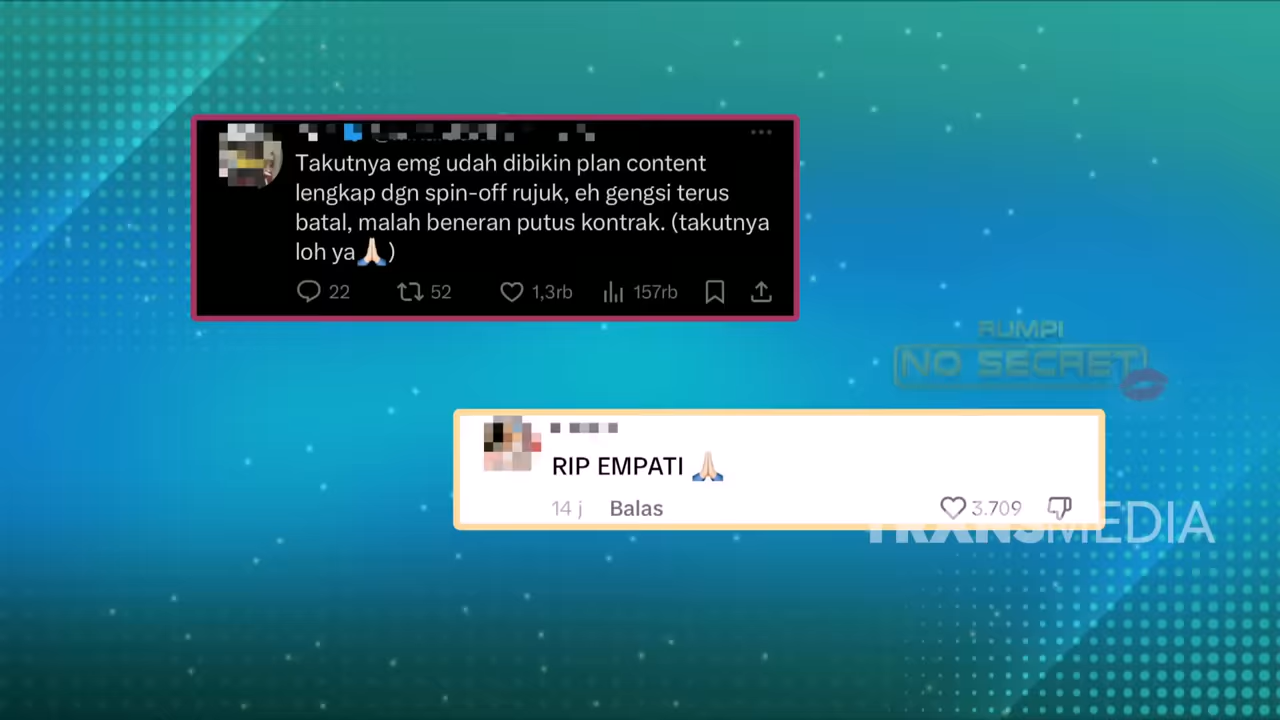 Takutnya emg udah dibikin plan content
lengkap dgn spin-off rujuk, eh gengsi terus
batal, malah beneran putus kontrak. (takutnya
loh ya🙏🏻)
22 52 1,3rb 157rb
RUMPI
NO SECRET
RIP EMPATI 🙏🏻
14 j Balas 3.709
TRANSMEDIA